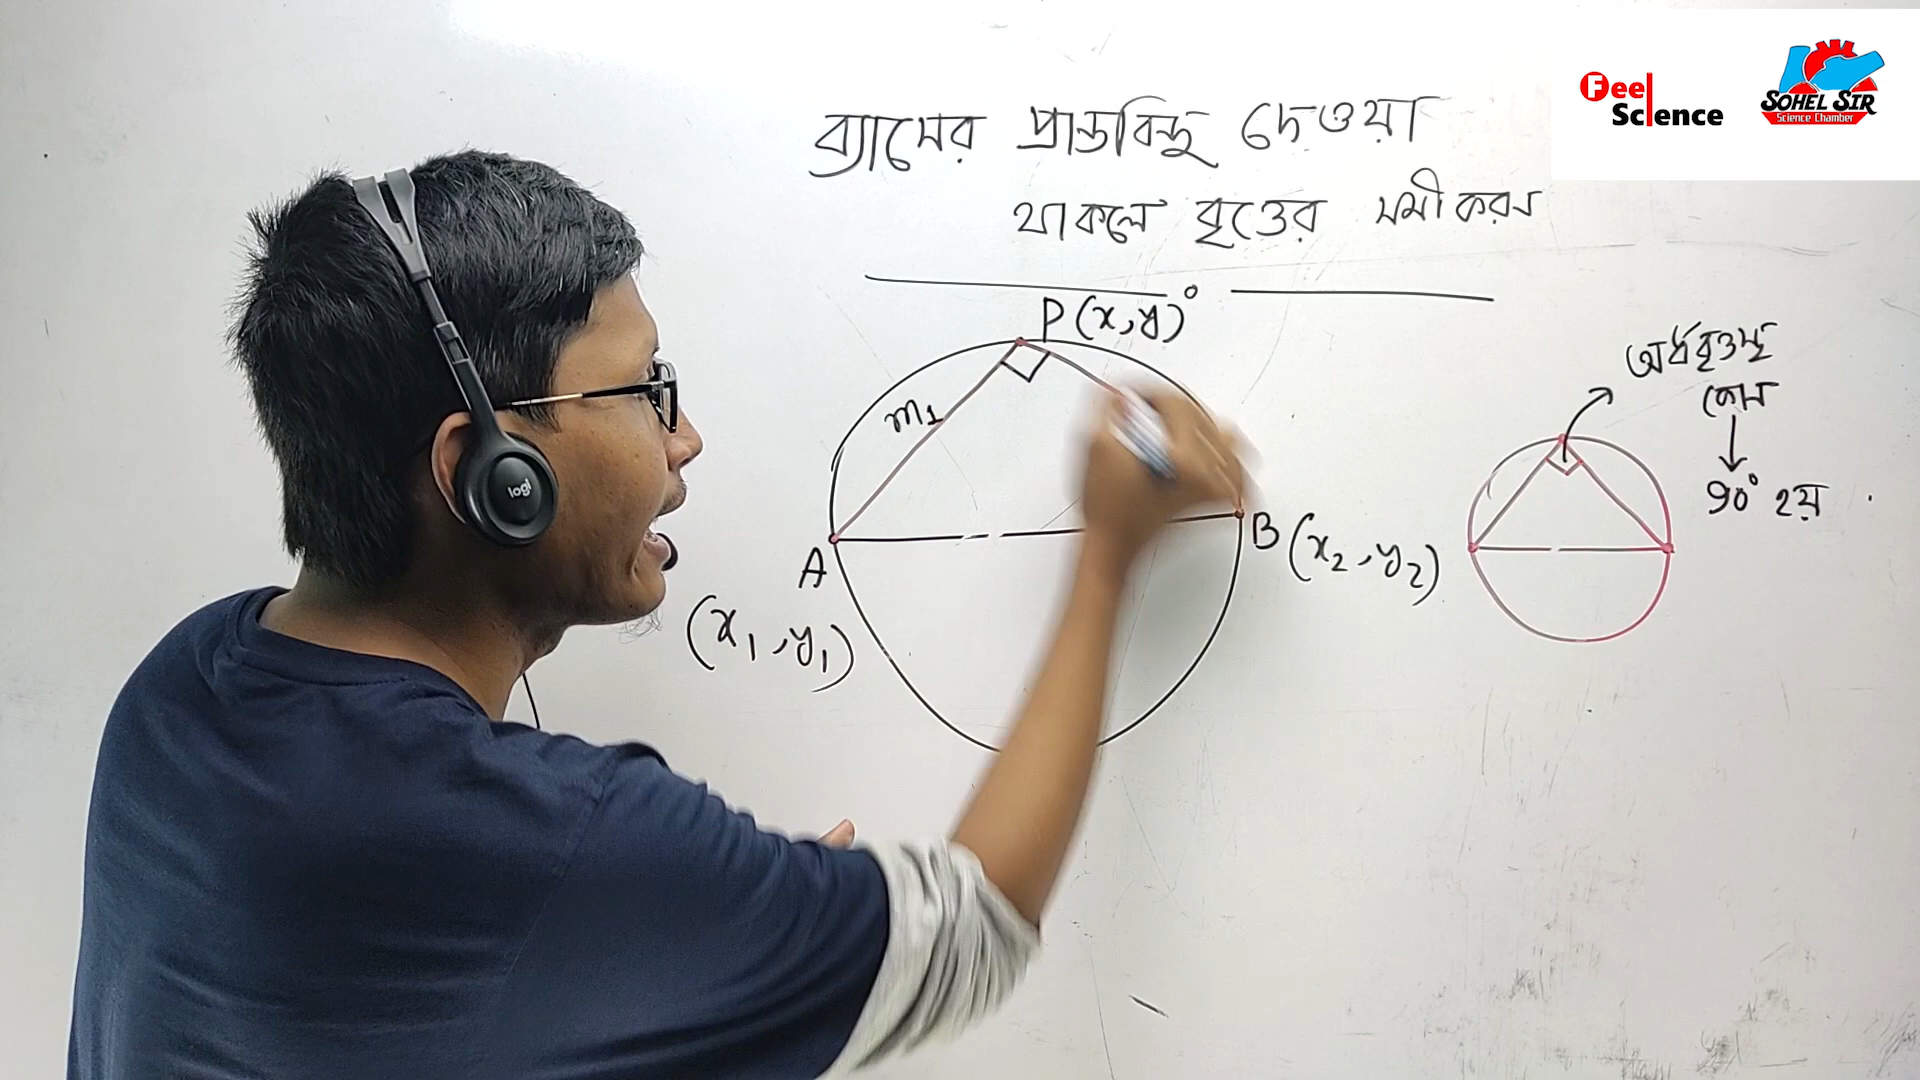 ব্যাসের প্রান্তবিন্দু দেওয়া
থাকলে বৃত্তের সমীকরণ
P(x,y)
m1
A
(x1,y1)
B (x2,y2)
অর্ধবৃত্তস্থ
কোন
90° হয়
Feel Science
SOHEL SIR
Science Chamber
logi